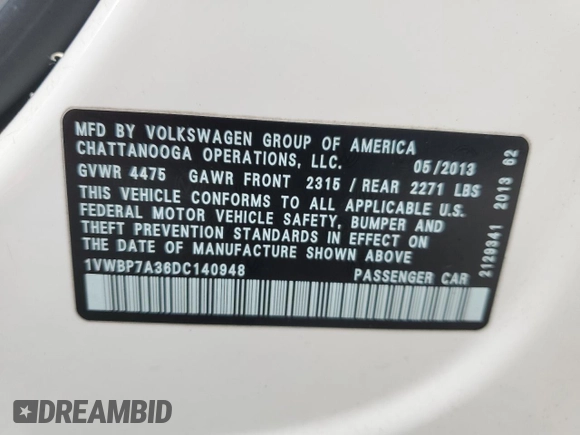 MFD BY VOLKSWAGEN GROUP OF AMERICA
CHATTANOOGA OPERATIONS, LLC. 05/2013
GVWR 4475 GAWR FRONT 2315 / REAR 2271 LBS
THIS VEHICLE CONFORMS TO ALL APPLICABLE U.S.
FEDERAL MOTOR VEHICLE SAFETY, BUMPER AND
THEFT PREVENTION STANDARDS IN EFFECT ON
THE DATE OF MANUFACTURE SHOWN ABOVE
1VWBP7A36DC140948 PASSENGER CAR
2129341 2013 62
DREAMBID